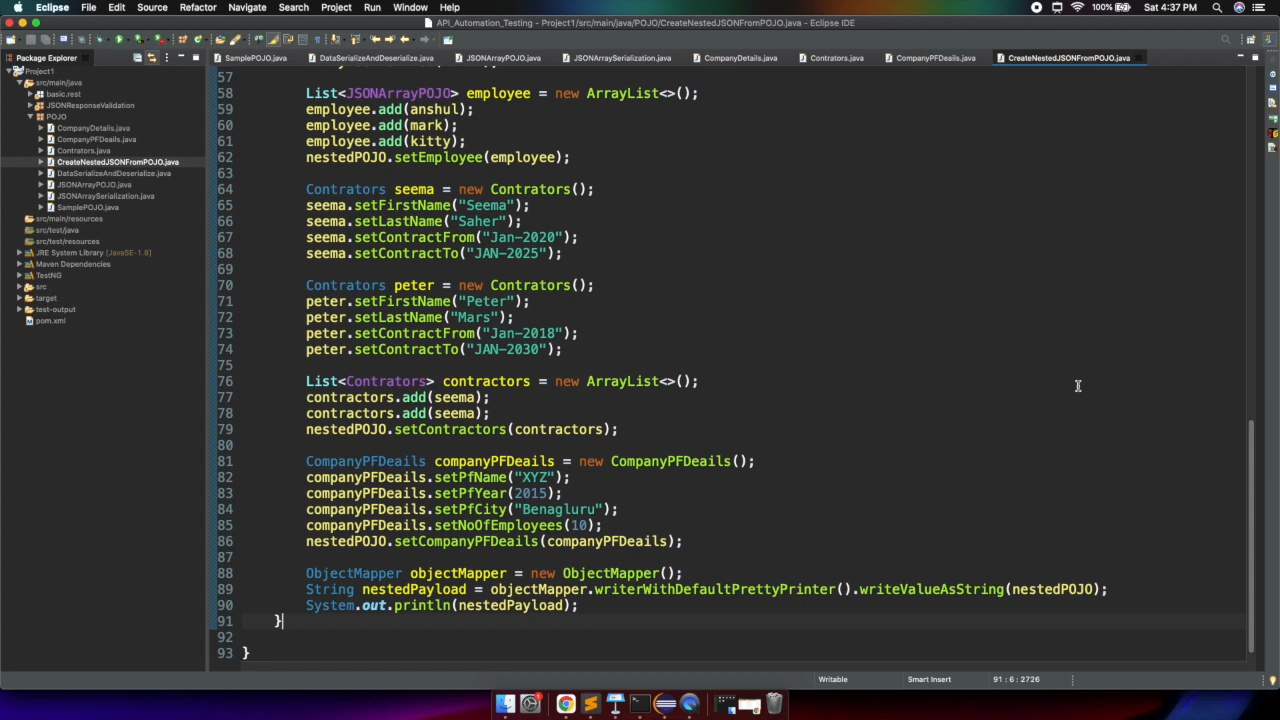 Eclipse File Edit Source Refactor Navigate Search Project Run Window Help 100% Sat 4:37 PM
API_Automation_Testing - Project1/src/main/java/POJO/CreateNestedJSONFromPOJO.java - Eclipse IDE
Package Explorer
SamplePOJO.java DataSerializeAndDeserialize.java JSONArrayPOJO.java JSONArraySerialization.java CompanyDetails.java Contrators.java CompanyPFDeails.java CreateNestedJSONFromPOJO.java
Project1
src/main/java
basic.rest
JSONResponseValidation
POJO
CompanyDetails.java
CompanyPFDeails.java
Contrators.java
CreateNestedJSONFromPOJO.java
DataSerializeAndDeserialize.java
JSONArrayPOJO.java
JSONArraySerialization.java
SamplePOJO.java
src/main/resources
src/test/java
src/test/resources
JRE System Library [JavaSE-1.8]
Maven Dependencies
TestNG
src
target
test-output
pom.xml
57
58 List<JSONArrayPOJO> employee = new ArrayList<>();
59 employee.add(anshul);
60 employee.add(mark);
61 employee.add(kitty);
62 nestedPOJO.setEmployee(employee);
63
64 Contrators seema = new Contrators();
65 seema.setFirstName("Seema");
66 seema.setLastName("Saher");
67 seema.setContractFrom("Jan-2020");
68 seema.setContractTo("JAN-2025");
69
70 Contrators peter = new Contrators();
71 peter.setFirstName("Peter");
72 peter.setLastName("Mars");
73 peter.setContractFrom("Jan-2018");
74 peter.setContractTo("JAN-2030");
75
76 List<Contrators> contractors = new ArrayList<>();
77 contractors.add(seema);
78 contractors.add(seema);
79 nestedPOJO.setContractors(contractors);
80
81 CompanyPFDeails companyPFDeails = new CompanyPFDeails();
82 companyPFDeails.setPfName("XYZ");
83 companyPFDeails.setPfYear(2015);
84 companyPFDeails.setPfCity("Benagluru");
85 companyPFDeails.setNoOfEmployees(10);
86 nestedPOJO.setCompanyPFDeails(companyPFDeails);
87
88 ObjectMapper objectMapper = new ObjectMapper();
89 String nestedPayload = objectMapper.writerWithDefaultPrettyPrinter().writeValueAsString(nestedPOJO);
90 System.out.println(nestedPayload);
91 }
92
93 }
Writable Smart Insert 91 : 6 : 2726